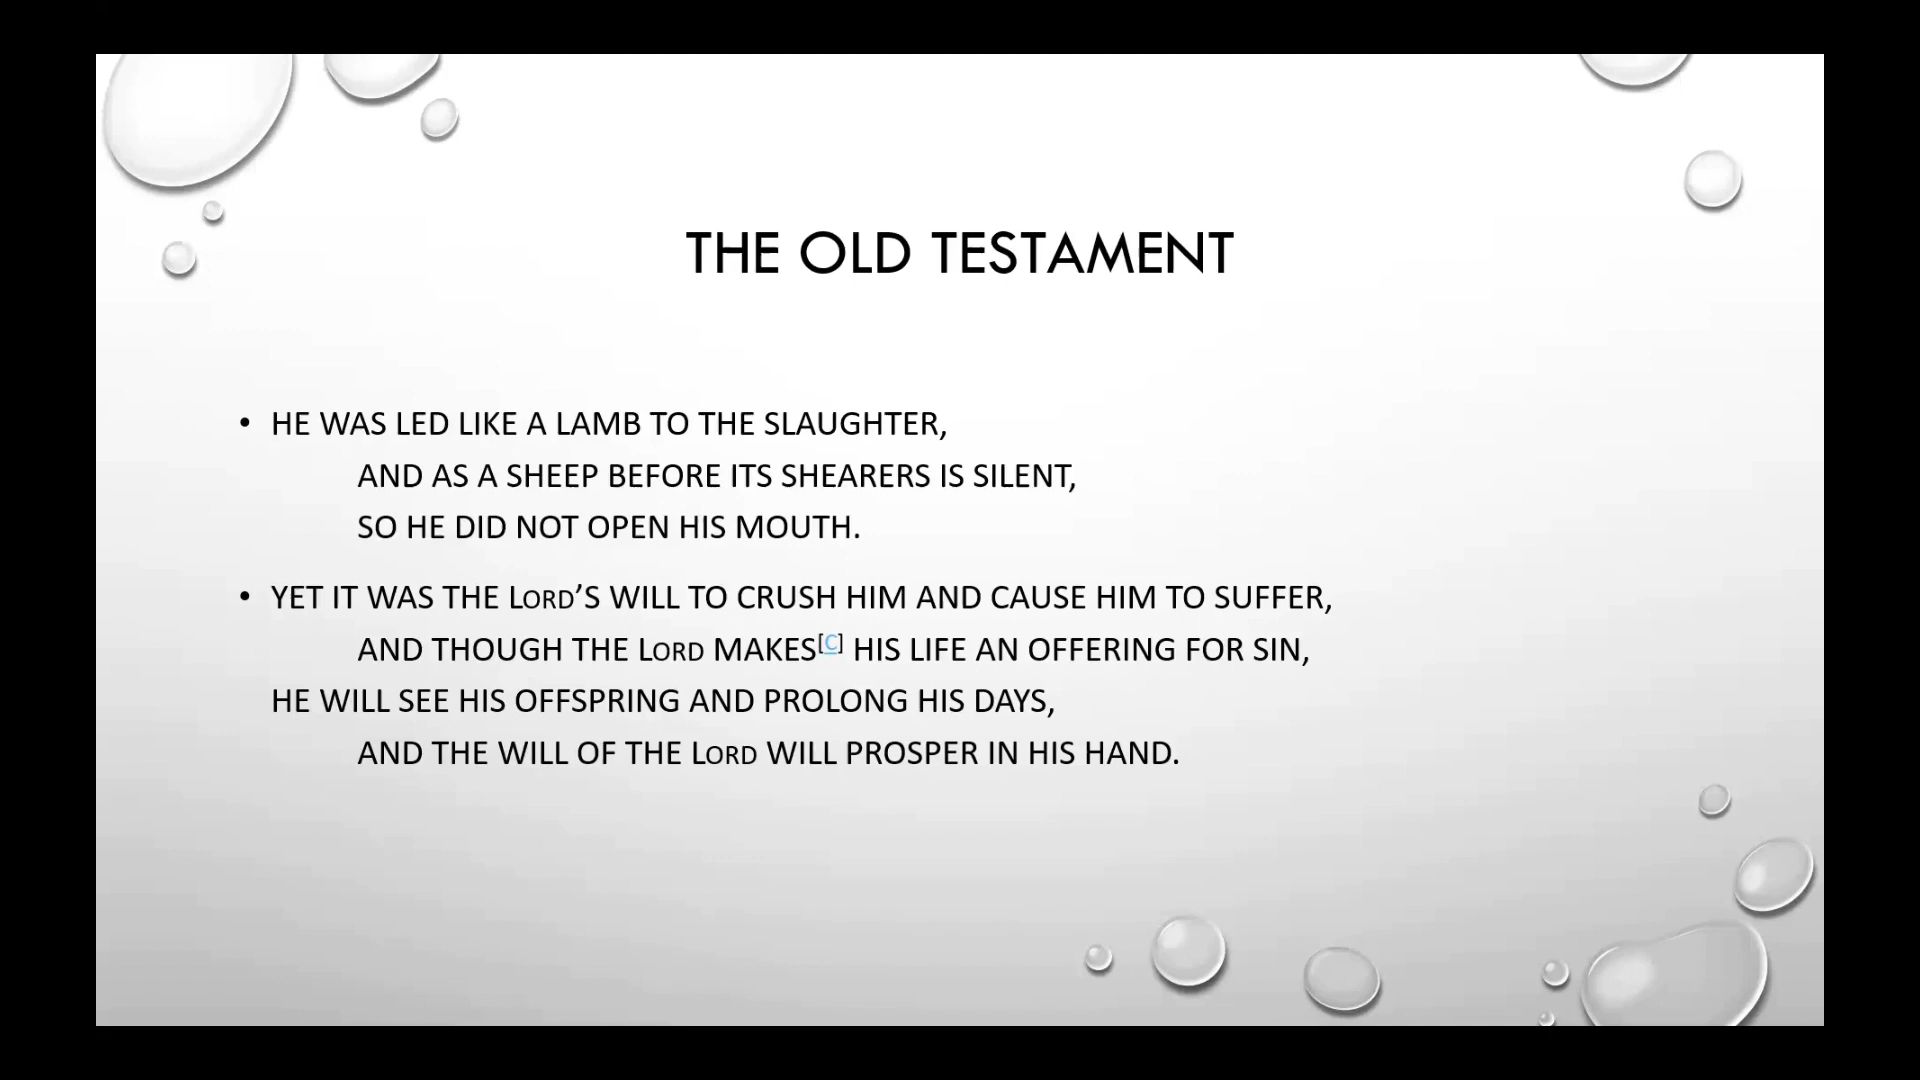 THE OLD TESTAMENT
• HE WAS LED LIKE A LAMB TO THE SLAUGHTER,
AND AS A SHEEP BEFORE ITS SHEARERS IS SILENT,
SO HE DID NOT OPEN HIS MOUTH.
• YET IT WAS THE LORD’S WILL TO CRUSH HIM AND CAUSE HIM TO SUFFER,
AND THOUGH THE LORD MAKES[C] HIS LIFE AN OFFERING FOR SIN,
HE WILL SEE HIS OFFSPRING AND PROLONG HIS DAYS,
AND THE WILL OF THE LORD WILL PROSPER IN HIS HAND.